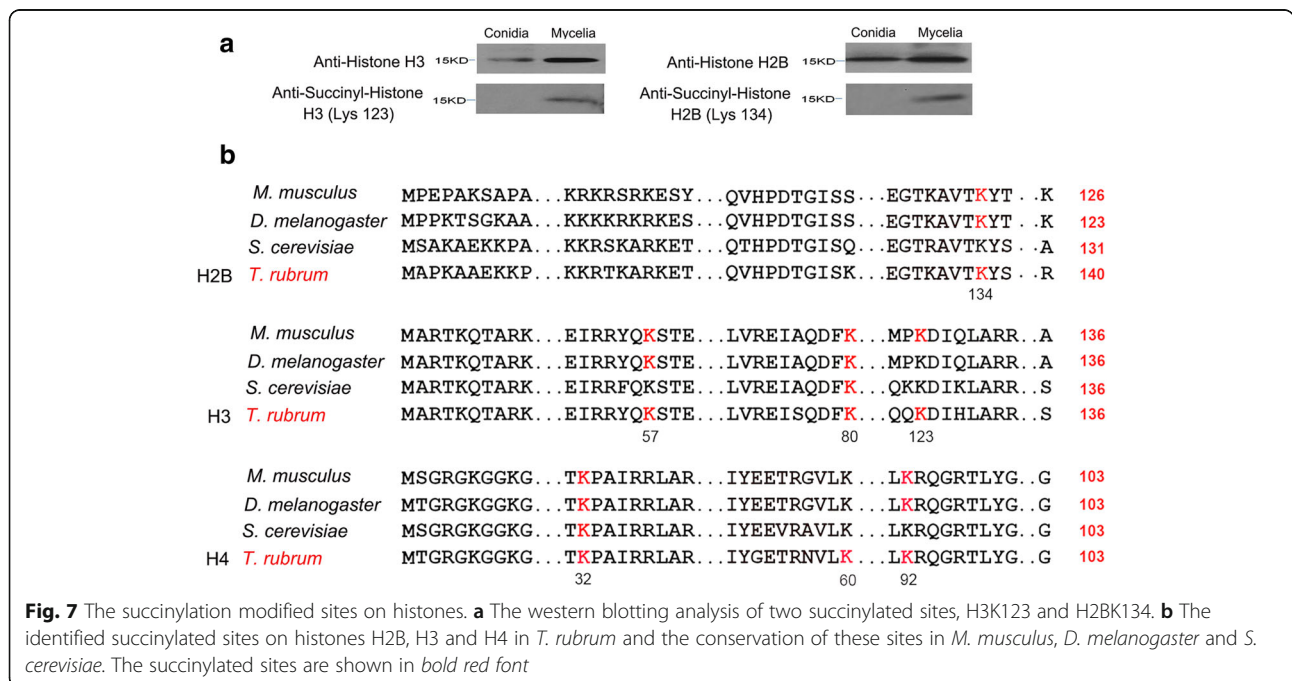 a
Conidia Mycelia
Anti-Histone H3 15KD
Anti-Succinyl-Histone H3 (Lys 123) 15KD
Conidia Mycelia
Anti-Histone H2B 15KD
Anti-Succinyl-Histone H2B (Lys 134) 15KD
b
M. musculus MPEPAKSAPA...KRKRSRKESY...QVHPDTGISS...EGTKAVTKYT...K 126
D. melanogaster MPPKTSGKAA...KKKRKRKES...QVHPDTGISS...EGTKAVTKYT...K 123
S. cerevisiae MSAKAEKKPA...KKRSKARKET...QTHPDTGISQ...EGTRAVTKYS...A 131
H2B T. rubrum MAPKAAEKKP...KKRTKARKET...QVHPDTGISK...EGTKAVTKYS...R 140
134
M. musculus MARTKQTARK...EIRRYQKSTE...LVREIAQDFK...MPKDIQLARR..A 136
D. melanogaster MARTKQTARK...EIRRYQKSTE...LVREIAQDFK...MPKDIQLARR..A 136
S. cerevisiae MARTKQTARK...EIRRFQKSTE...LVREIAQDFK...QKKDIKLARR..S 136
H3 T. rubrum MARTKQTARK...EIRRYQKSTE...LVREISQDFK...QQKDIHLARR..S 136
57 80 123
M. musculus MSGRGKGGKG...TKPAIRRLAR...IYEETRGVLK...LKRQGRTLYG..G 103
D. melanogaster MTGRGKGGKG...TKPAIRRLAR...IYEETRGVLK...LKRQGRTLYG..G 103
S. cerevisiae MSGRGKGGKG...TKPAIRRLAR...IYEEVRAVLK...LKRQGRTLYG..G 103
H4 T. rubrum MTGRGKGGKG...TKPAIRRLAR...IYGETRNVLK...LKRQGRTLYG..G 103
32 60 92
Fig. 7 The succinylation modified sites on histones. a The western blotting analysis of two succinylated sites, H3K123 and H2BK134. b The
identified succinylated sites on histones H2B, H3 and H4 in T. rubrum and the conservation of these sites in M. musculus, D. melanogaster and S.
cerevisiae. The succinylated sites are shown in bold red font